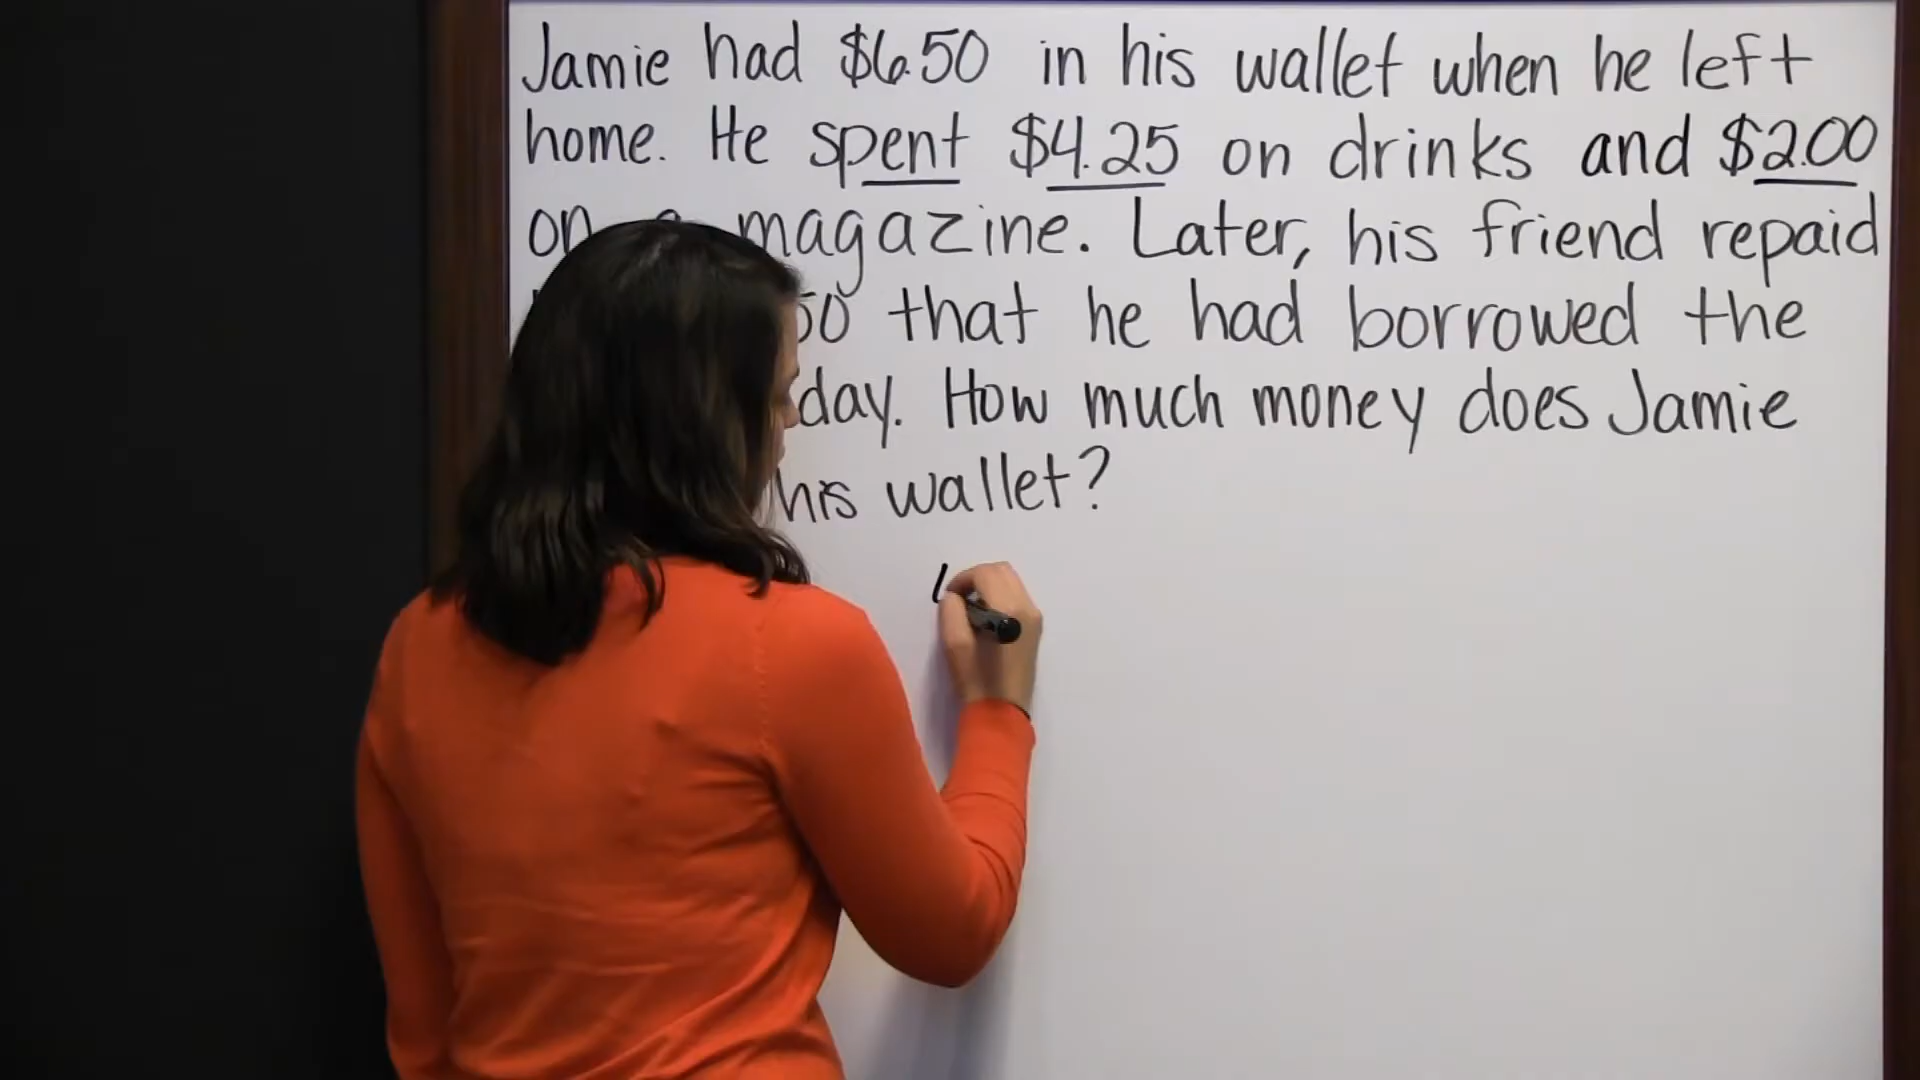 Jamie had $6.50 in his wallet when he left
home. He spent $4.25 on drinks and $2.00
on magazine. Later, his friend repaid
50 that he had borrowed the
day. How much money does Jamie
his wallet?